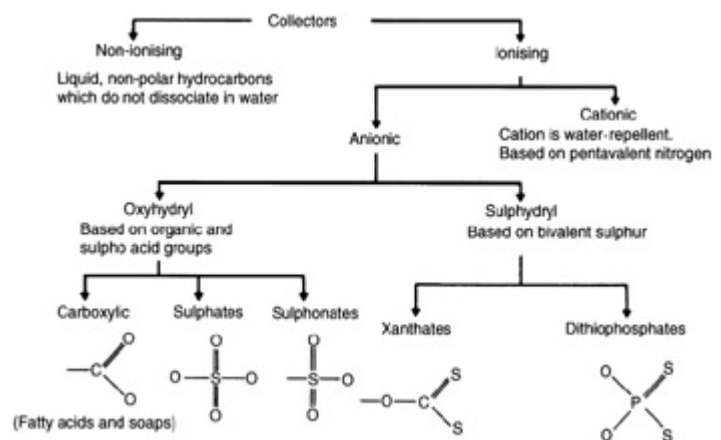 Collectors
Non-ionising
Ionising
Liquid, non-polar hydrocarbons
which do not dissociate in water
Cationic
Cation is water-repellent.
Based on pentavalent nitrogen
Anionic
Oxyhydryl
Based on organic and
sulpho acid groups
Sulphydryl
Based on bivalent sulphur
Carboxylic
Sulphates
Sulphonates
Xanthates
Dithiophosphates
O
C
O
O
O S O
O
O
S O
O
S
O C
S
O S
P
O S
(Fatty acids and soaps)